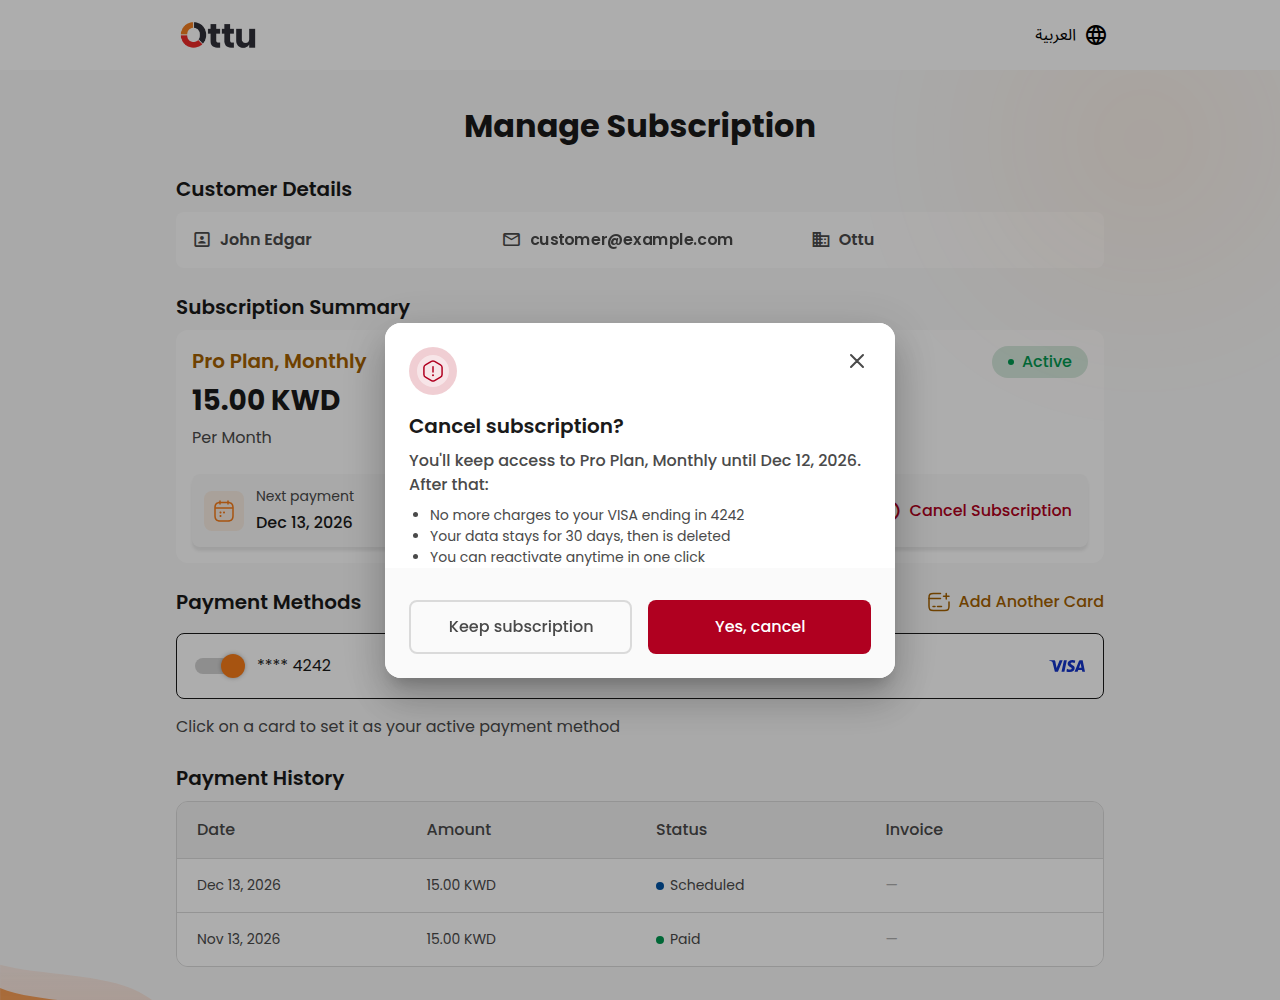 Ottu
العربية
Manage Subscription
Customer Details
John Edgar
customer@example.com
Ottu
Subscription Summary
Pro Plan, Monthly
Active
15.00 KWD
Per Month
Next payment
Dec 13, 2026
Cancel Subscription
Cancel subscription?
You'll keep access to Pro Plan, Monthly until Dec 12, 2026.
After that:
No more charges to your VISA ending in 4242
Your data stays for 30 days, then is deleted
You can reactivate anytime in one click
Keep subscription
Yes, cancel
Payment Methods
Add Another Card
**** 4242
VISA
Click on a card to set it as your active payment method
Payment History
Date Amount Status Invoice
Dec 13, 2026 15.00 KWD Scheduled —
Nov 13, 2026 15.00 KWD Paid —